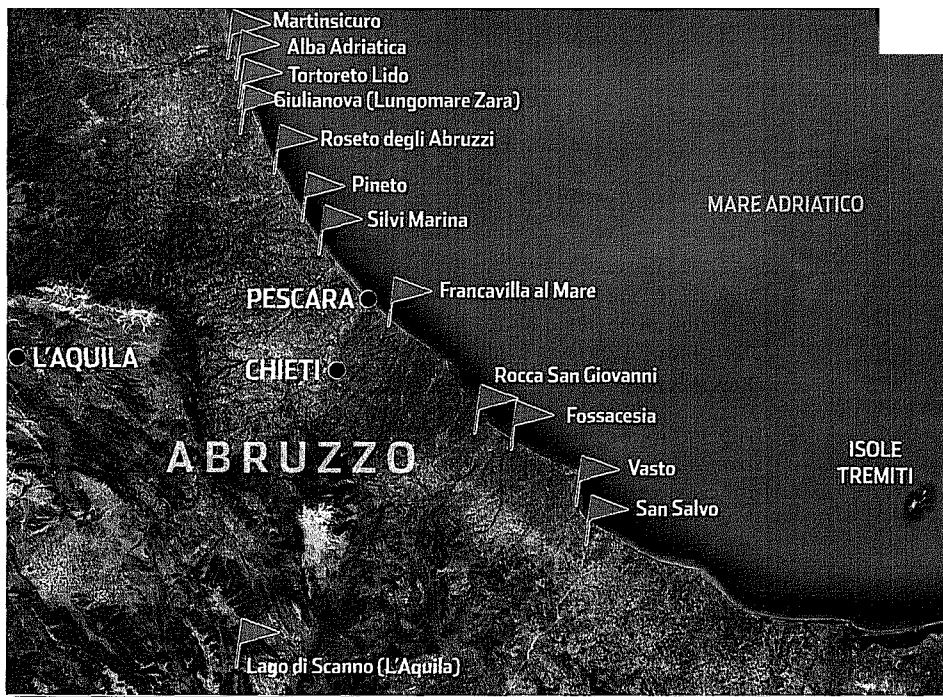 Martinsicuro
Alba Adriatica
Tortoreto Lido
Giulianova (Lungomare Zara)
Roseto degli Abruzzi
Pineto
MARE ADRIATICO
Silvi Marina
PESCARA
Francavilla al Mare
L'AQUILA
CHIETI
Rocca San Giovanni
Fossacesia
ABRUZZO
ISOLE
TREMITI
Vasto
San Salvo
Lago di Scanno (L'Aquila)